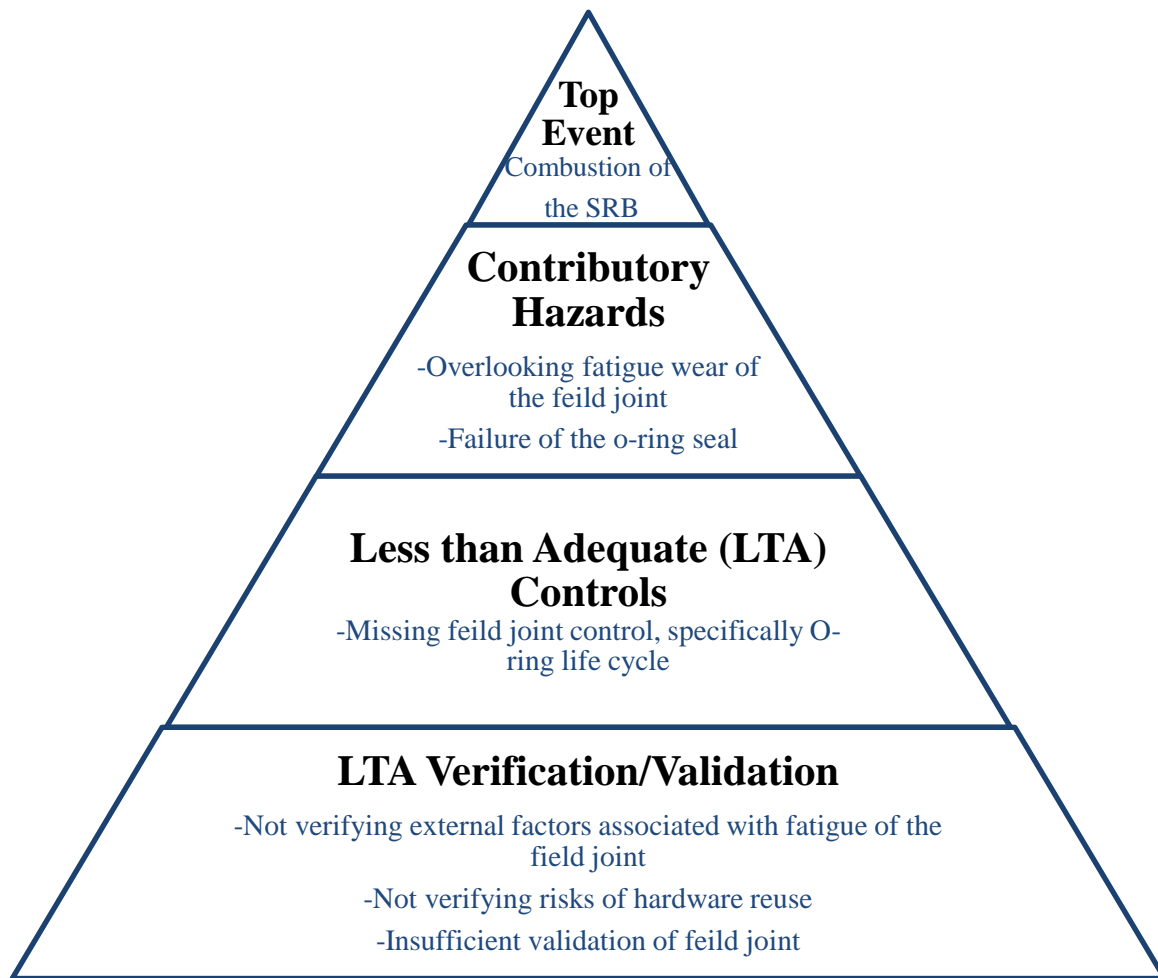 Top
Event
Combustion of
the SRB
Contributory
Hazards
-Overlooking fatigue wear of
the feild joint
-Failure of the o-ring seal
Less than Adequate (LTA)
Controls
-Missing feild joint control, specifically O-
ring life cycle
LTA Verification/Validation
-Not verifying external factors associated with fatigue of the
field joint
-Not verifying risks of hardware reuse
-Insufficient validation of feild joint